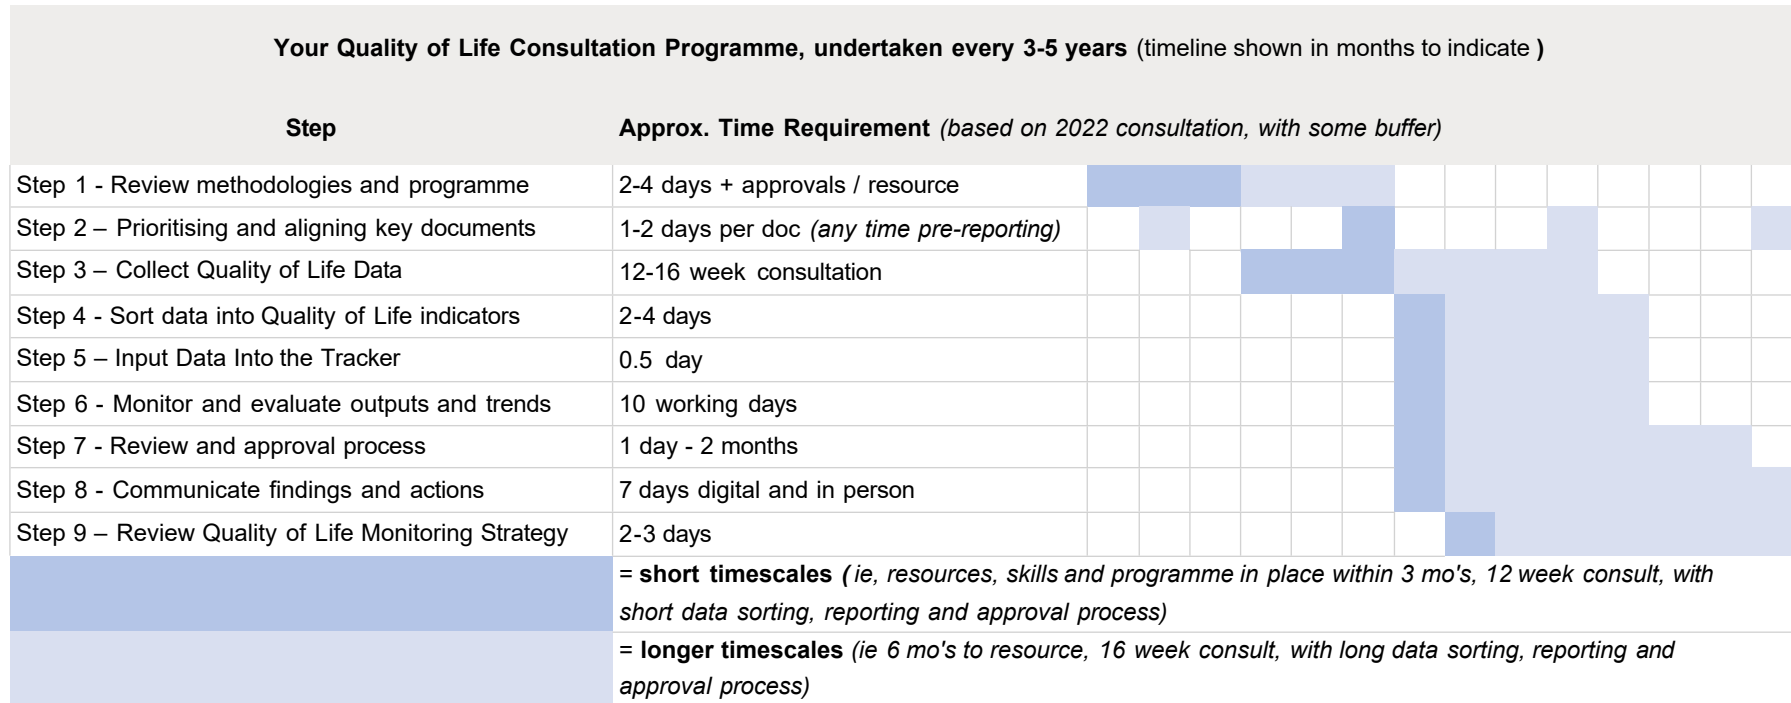 Your Quality of Life Consultation Programme, undertaken every 3-5 years (timeline shown in months to indicate )
Step Approx. Time Requirement (based on 2022 consultation, with some buffer)
Step 1 - Review methodologies and programme 2-4 days + approvals / resource
Step 2 – Prioritising and aligning key documents 1-2 days per doc (any time pre-reporting)
Step 3 – Collect Quality of Life Data 12-16 week consultation
Step 4 - Sort data into Quality of Life indicators 2-4 days
Step 5 – Input Data Into the Tracker 0.5 day
Step 6 - Monitor and evaluate outputs and trends 10 working days
Step 7 - Review and approval process 1 day - 2 months
Step 8 - Communicate findings and actions 7 days digital and in person
Step 9 – Review Quality of Life Monitoring Strategy 2-3 days
= short timescales ( ie, resources, skills and programme in place within 3 mo's, 12 week consult, with
short data sorting, reporting and approval process)
= longer timescales (ie 6 mo's to resource, 16 week consult, with long data sorting, reporting and
approval process)